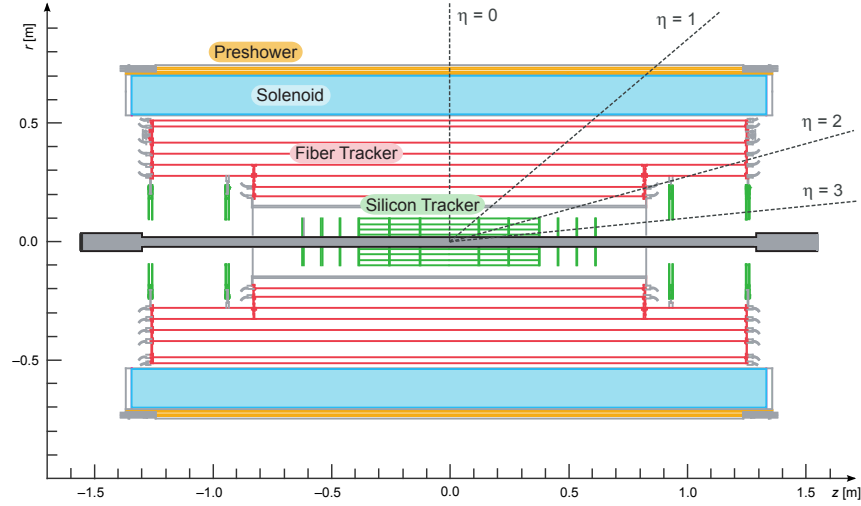 r [m]
η = 0
η = 1
Preshower
Solenoid
0.5
η = 2
Fiber Tracker
η = 3
Silicon Tracker
0.0
–0.5
–1.5
–1.0
–0.5
0.0
0.5
1.0
1.5
z [m]